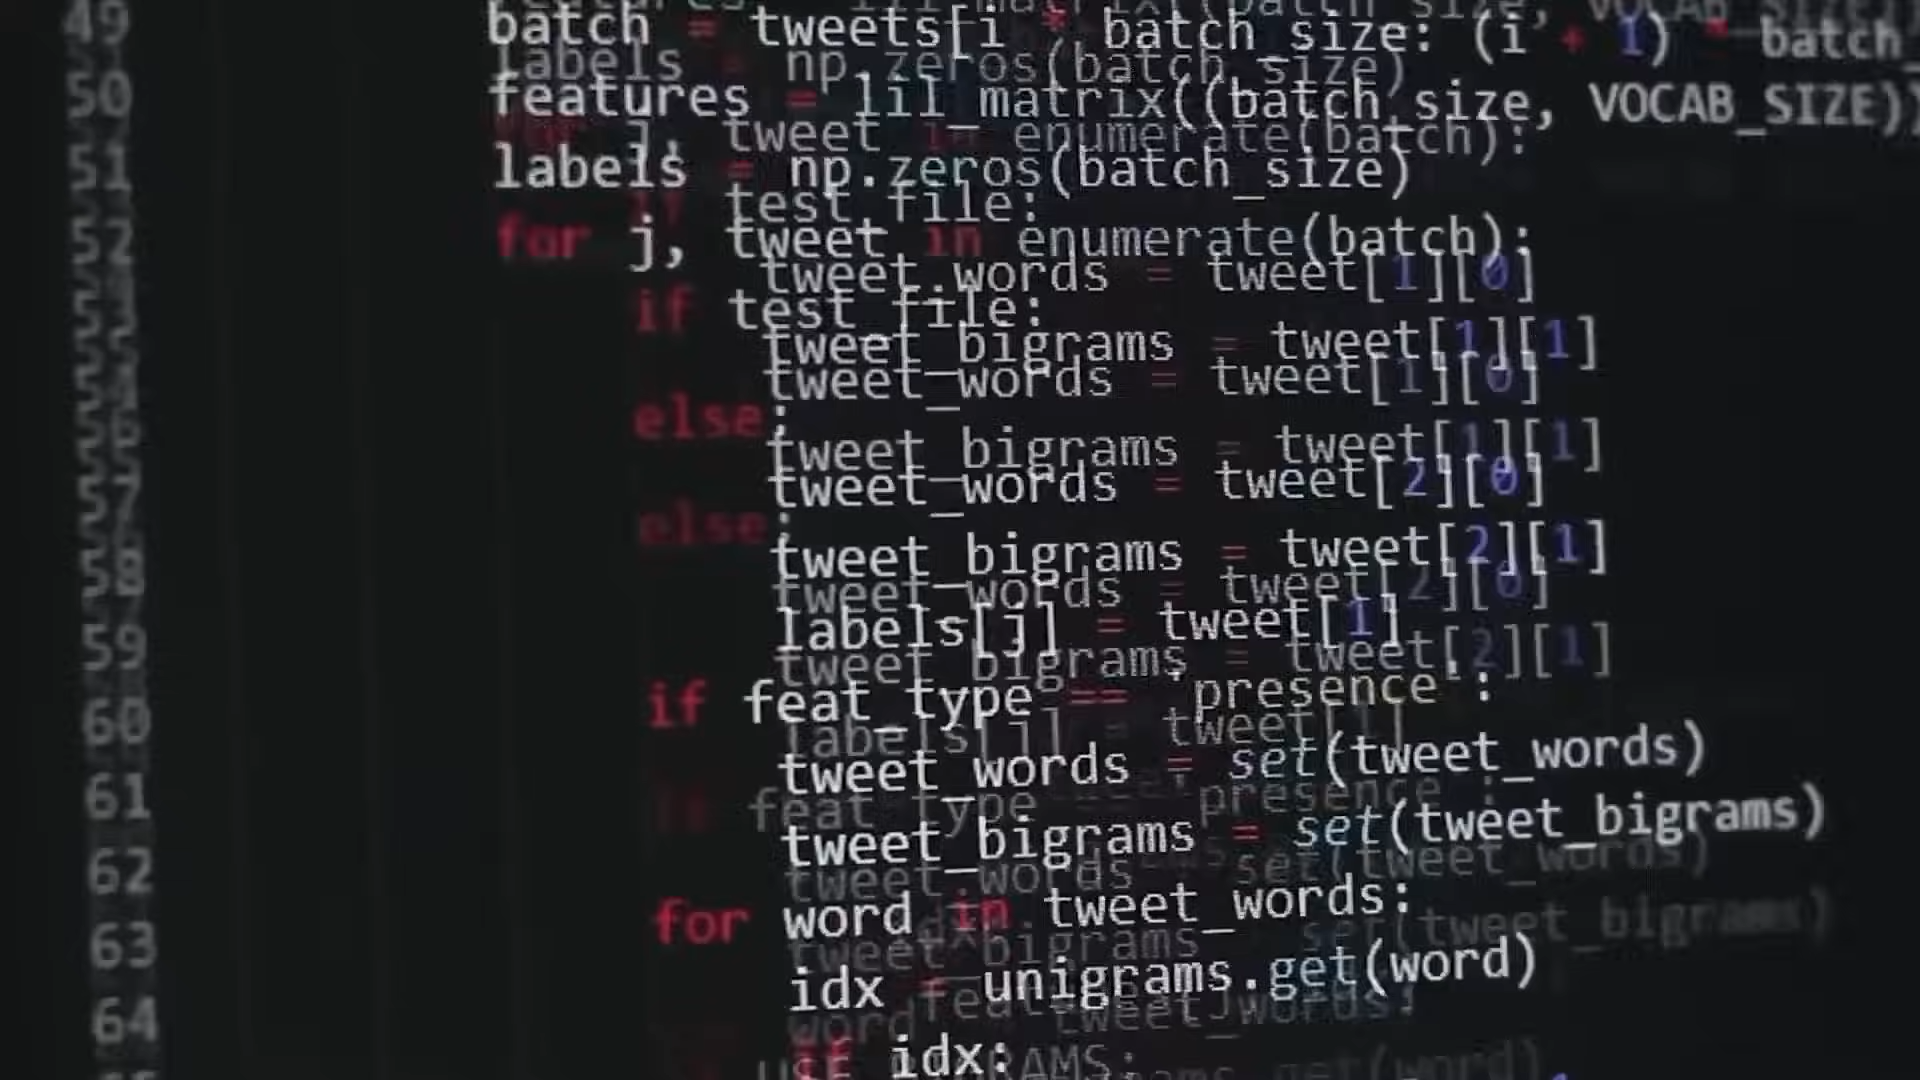 49 batch = tweets[i * batch_size: (i + 1) * batch_
50 features = lil_matrix((batch_size, VOCAB_SIZE))
51 labels = np.zeros(batch_size)
52 for j, tweet in enumerate(batch):
if test_file:
tweet_words = tweet[1][0]
tweet_bigrams = tweet[1][1]
else:
57 tweet_words = tweet[2][0]
58 tweet_bigrams = tweet[2][1]
59 labels[j] = tweet[1]
60 if feat_type == 'presence':
61 tweet_words = set(tweet_words)
62 tweet_bigrams = set(tweet_bigrams)
63 for word in tweet_words:
64 idx = unigrams.get(word)
if idx: